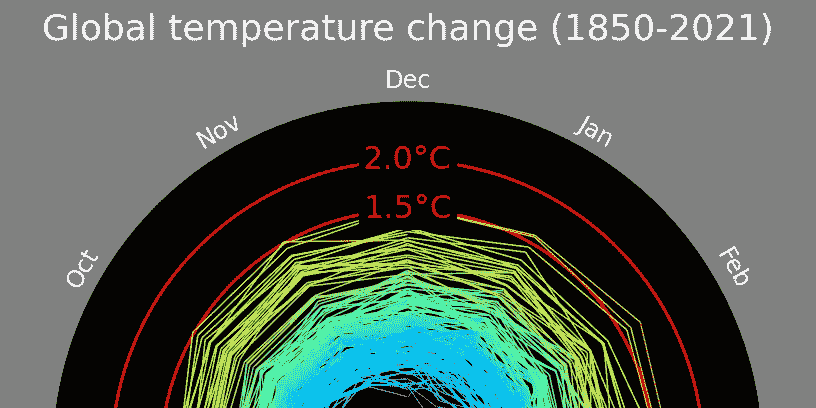 Global temperature change (1850-2021)
Dec
Nov
Jan
2.0°C
1.5°C
Oct
Feb